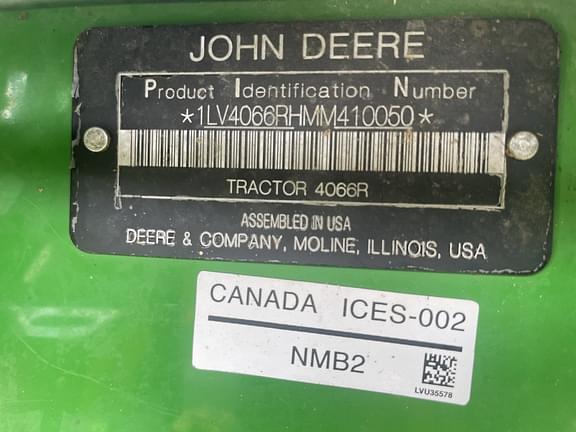 JOHN DEERE
Product Identification Number
*1LV4066RHMM410050*
TRACTOR 4066R
ASSEMBLED IN USA
DEERE & COMPANY, MOLINE, ILLINOIS, USA
CANADA ICES-002
NMB2
LVU35578